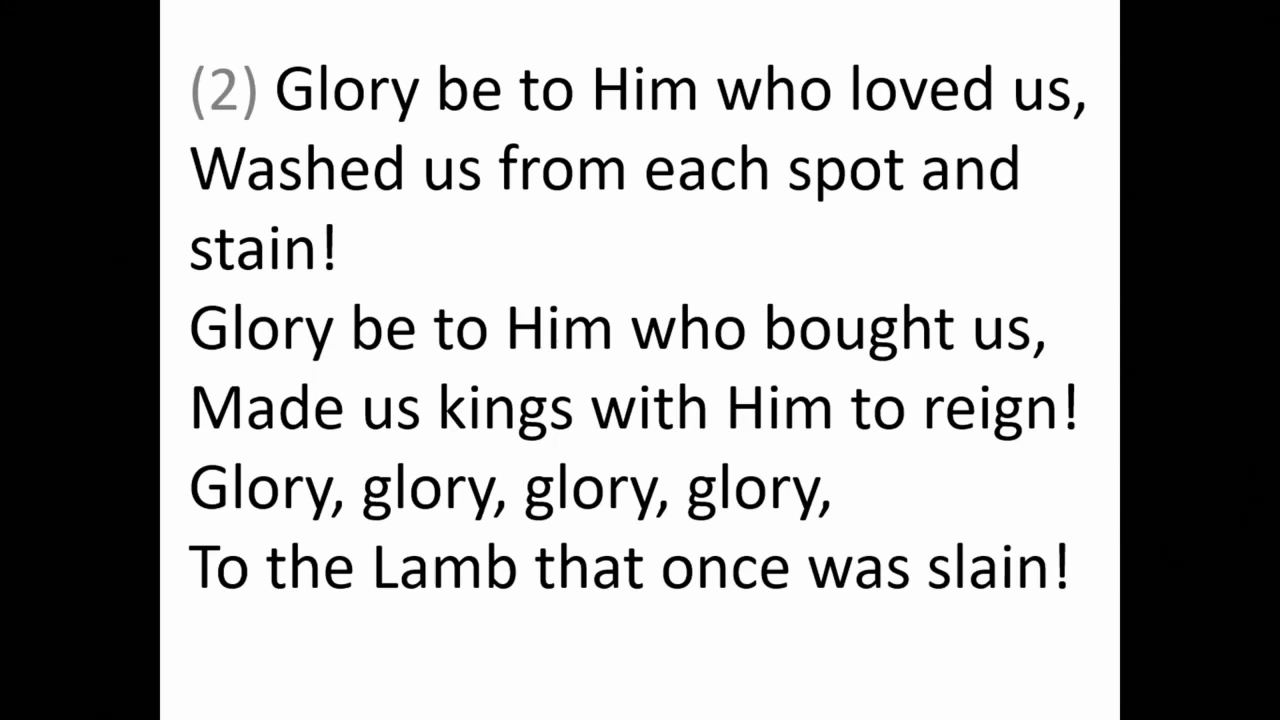 (2) Glory be to Him who loved us,
Washed us from each spot and
stain!
Glory be to Him who bought us,
Made us kings with Him to reign!
Glory, glory, glory, glory,
To the Lamb that once was slain!